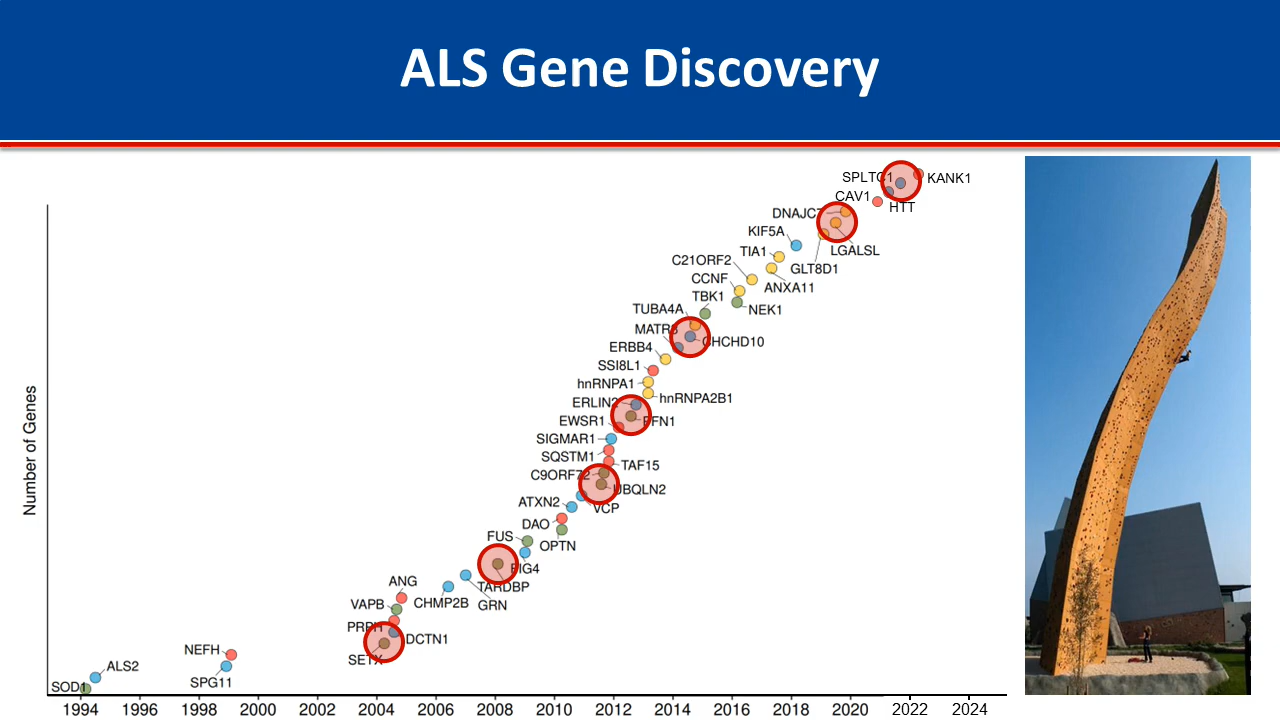 ALS Gene Discovery
SPLTC1
KANK1
CAV1
HTT
DNAJC7
LGALSL
KIF5A
TIA1
GLT8D1
C21ORF2
ANXA11
CCNF
TBK1
NEK1
TUBA4A
MATR3
CHCHD10
ERBB4
SSI8L1
hnRNPA1
hnRNPA2B1
ERLIN2
EWSR1
PFN1
SIGMAR1
SQSTM1
TAF15
C9ORF72
UBQLN2
ATXN2
VCP
DAO
OPTN
FUS
FIG4
TARDBP
ANG
CHMP2B
GRN
VAPB
PRPH
DCTN1
SETX
NEFH
SPG11
ALS2
SOD1
Number of Genes
1994 1996 1998 2000 2002 2004 2006 2008 2010 2012 2014 2016 2018 2020 2022 2024